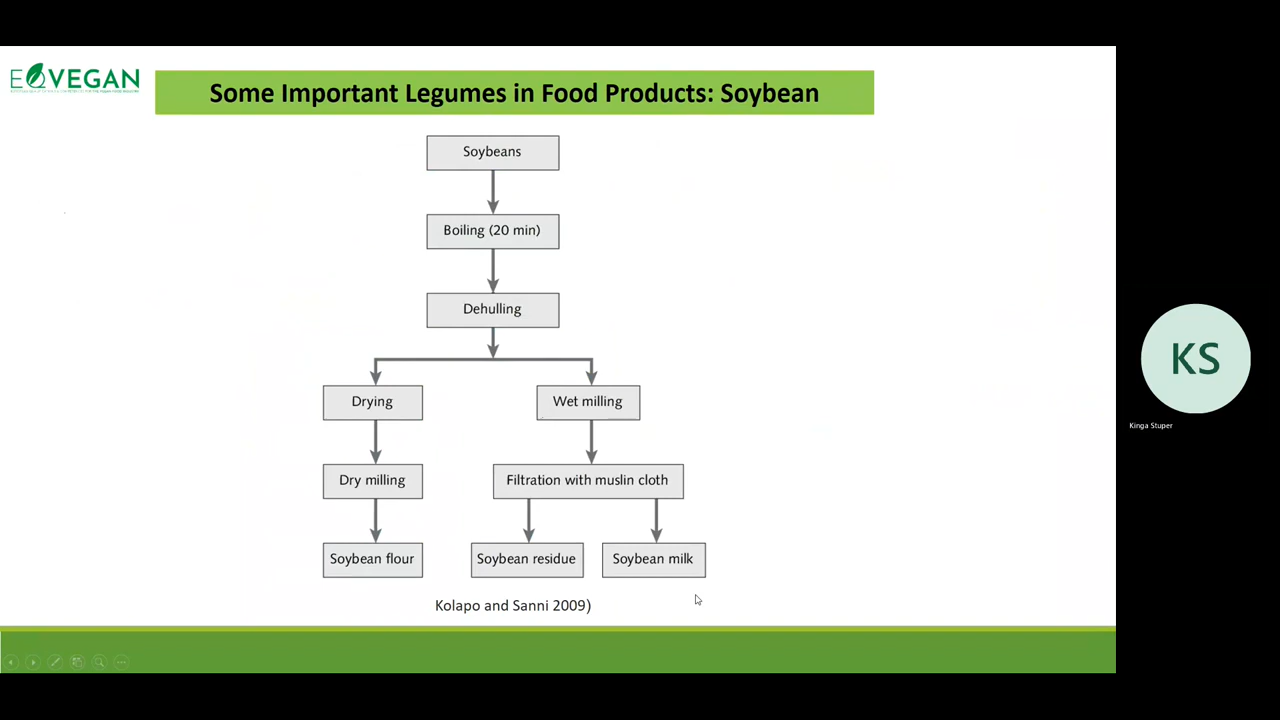 EQVEGAN
Some Important Legumes in Food Products: Soybean
Soybeans
Boiling (20 min)
Dehulling
Drying
Wet milling
Dry milling
Filtration with muslin cloth
Soybean flour
Soybean residue
Soybean milk
Kolapo and Sanni 2009)
KS
Kinga Stuper